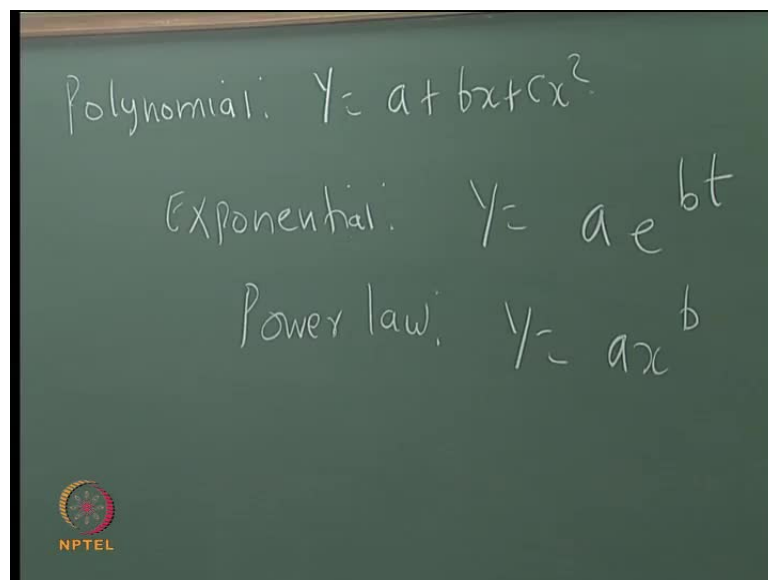 Polynomial: Y = a + bx + cx²
Exponential: Y = a e^bt
Power law: Y = ax^b
NPTEL